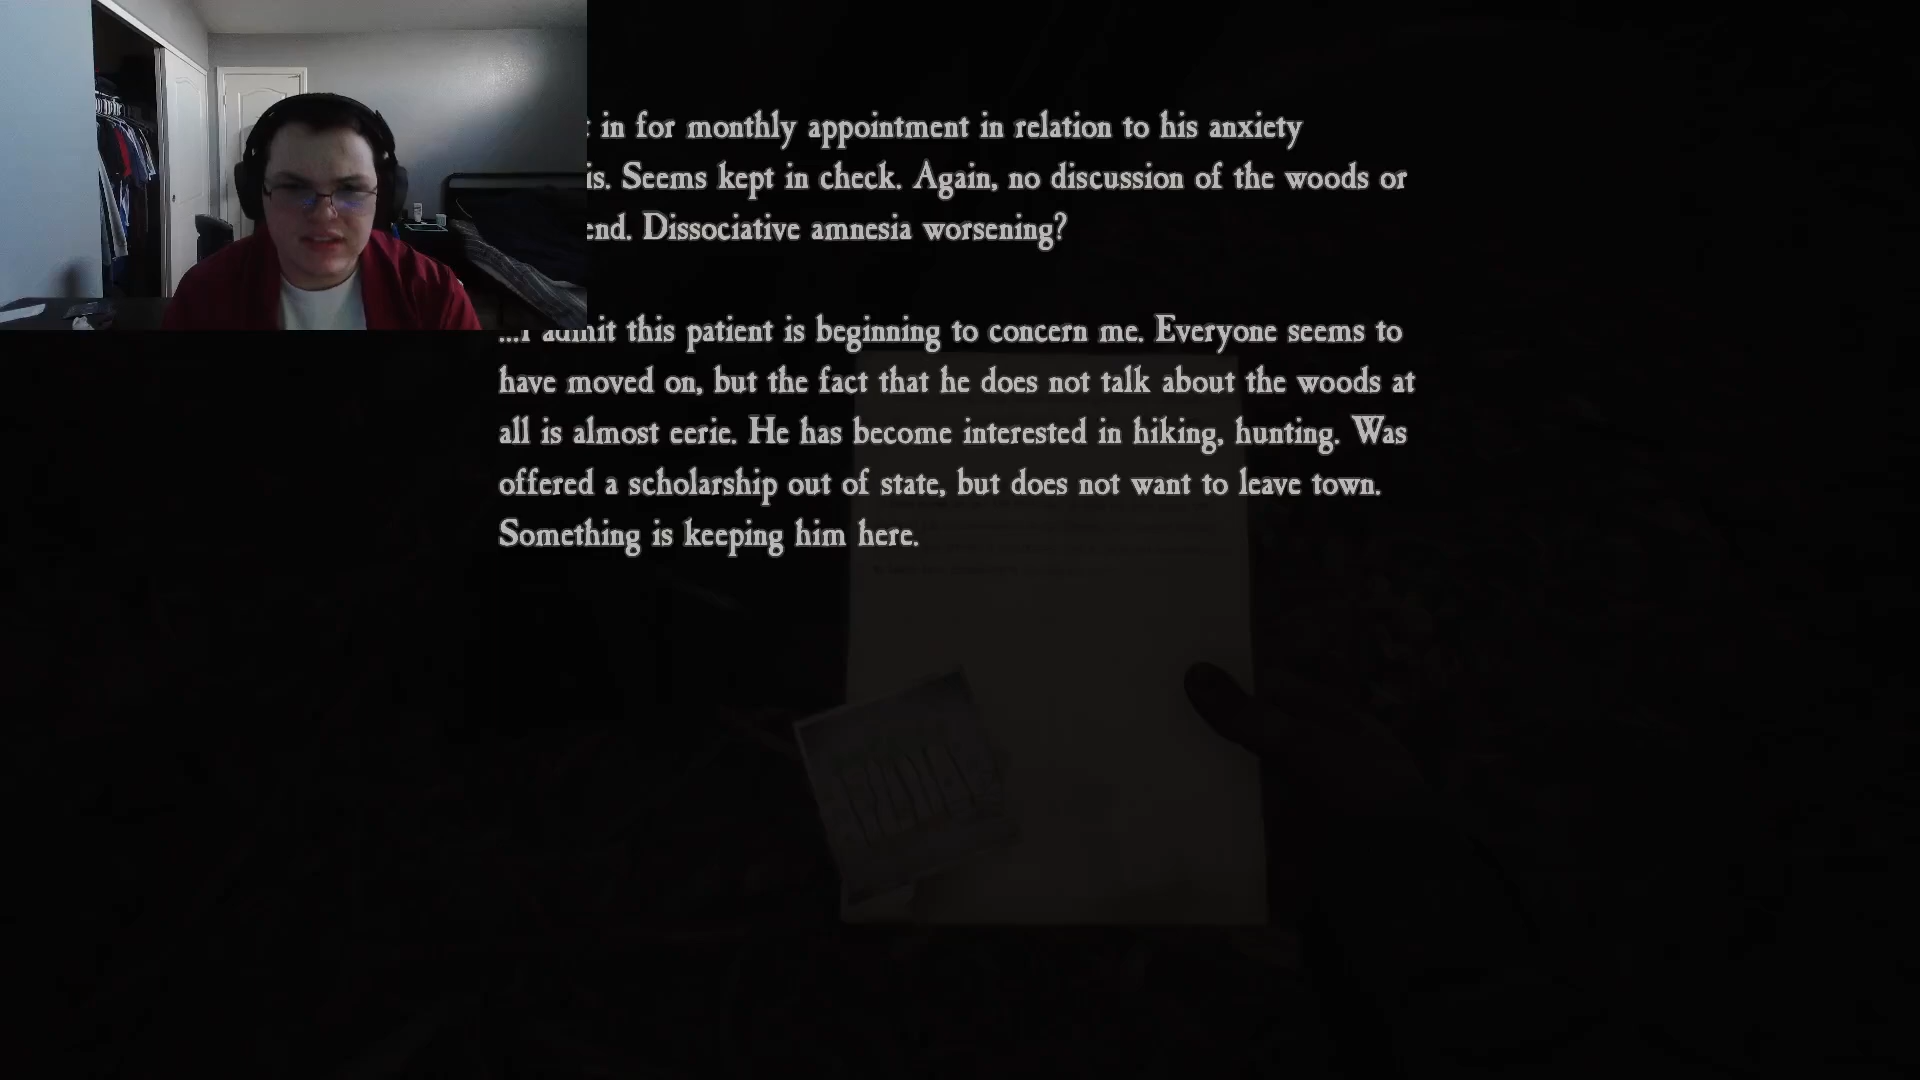 in for monthly appointment in relation to his anxiety
Seems kept in check. Again, no discussion of the woods or
Dissociative amnesia worsening?
...I admit this patient is beginning to concern me. Everyone seems to
have moved on, but the fact that he does not talk about the woods at
all is almost eerie. He has become interested in hiking, hunting. Was
offered a scholarship out of state, but does not want to leave town.
Something is keeping him here.